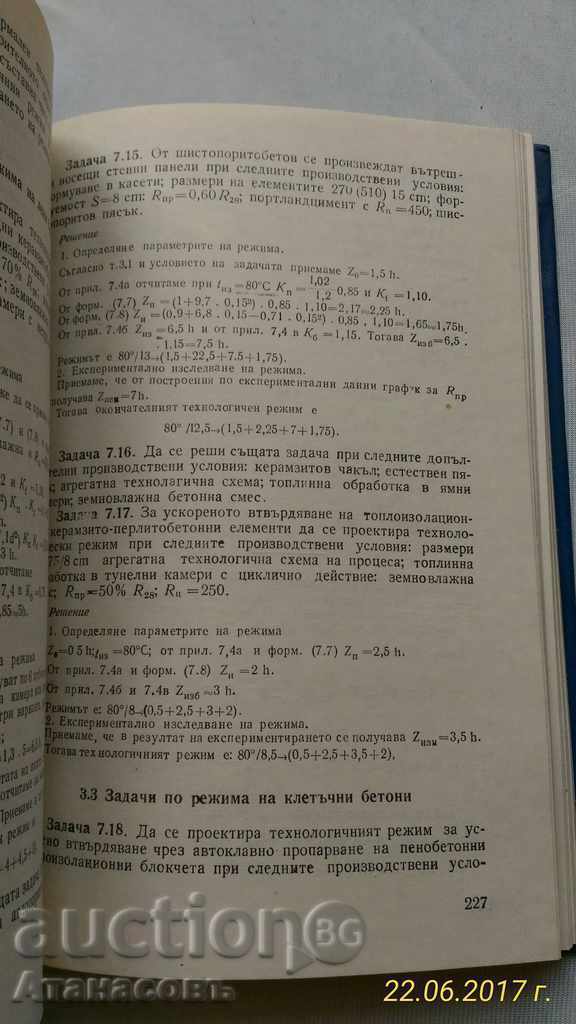 Задача 7.15. От шистопоритобетон се произвеждат вътреш-
носещи стенни панели при следните производствени условия:
формуване в касети; размери на елементите 270 (510) 15 cm; фор-
уемост S=8 cm: Rпр=0,60 R28; портландцимент с Rц=450; шис-
поритов пясък.
Решение
1. Определяне параметрите на режима.
Съгласно т.3.1 и условието на задачата приемаме Z0=1,5 h.
От прил. 7.4а отчитаме при tиз=80°C Kп = 1,02/1,2 0,85 и Kt=1,10.
От форм. (7.7) Zп=(1+9,7 . 0,15²) . 0,85 . 1,10=2,17≈2,25 h.
От форм. (7.8) Zи=(0,9+6,8 . 0,15—0,71 . 0,15²) . 0,85 . 1,10=1,65≈1,75h.
От прил. 7.4б Zиз=6,5 h и от прил. 7,4 в Kб=1,15. Тогава Zизб=6,5 .
. 1,15=7,5 h.
Режимът е 80°/13→(1,5+22,5+7.5+1,75).
2. Експериментално изследване на режима.
Приемаме, че от построени по експериментални данни графък за Rпр
получава Zизм=7h.
Тогава окончателният технологичен режим е
80° /12,5→(1,5+2,25+7+1,75).
Задача 7.16. Да се реши същата задача при следните допъл-
телни производствени условия: керамзитов чакъл; естествен пя-
к; агрегатна технолагична схема; топлинна обработка в ямни
мери; земновлажна бетонна смес.
Задача 7.17. За ускореното втвърдяване на топлоизолацион-
керамзито-перлитобетонни елементи да се проектира техноло-
чески режим при следните производствени условия: размери
75/8 cm агрегатна технологична схема на процеса; топлинна
работка в тунелни камери с циклично действие: земновлажна
с; Rпр=50% R28; Rц=250.
Решение
1. Определяне параметрите на режима
Z0=0 5 h; tиз=80°C; от прил. 7,4а и форм. (7.7) Zп=2,5 h.
От прил. 7.4а и форм. (7.8) Zи=2 h.
От прил. 7.4б и 7.4в Zизб=3 h.
Режимът е: 80°/8→(0,5+2,5+3+2).
2. Експериментално изследване на режима.
Приемаме, че в резултат на експериментирането се получава Zизм=3,5 h.
Тогава технологичният режим е: 80°/8,5→(0,5+2,5+3,5+2),
3.3 Задачи по режима на клетъчни бетони
Задача 7.18. Да се проектира технологичният режим за ус-
но втвърдяване чрез автоклавно пропарване на пенобетонни
оизолационни блокчета при следните производствени усло-
227
auction BG
Атанасовъ
22.06.2017 г.